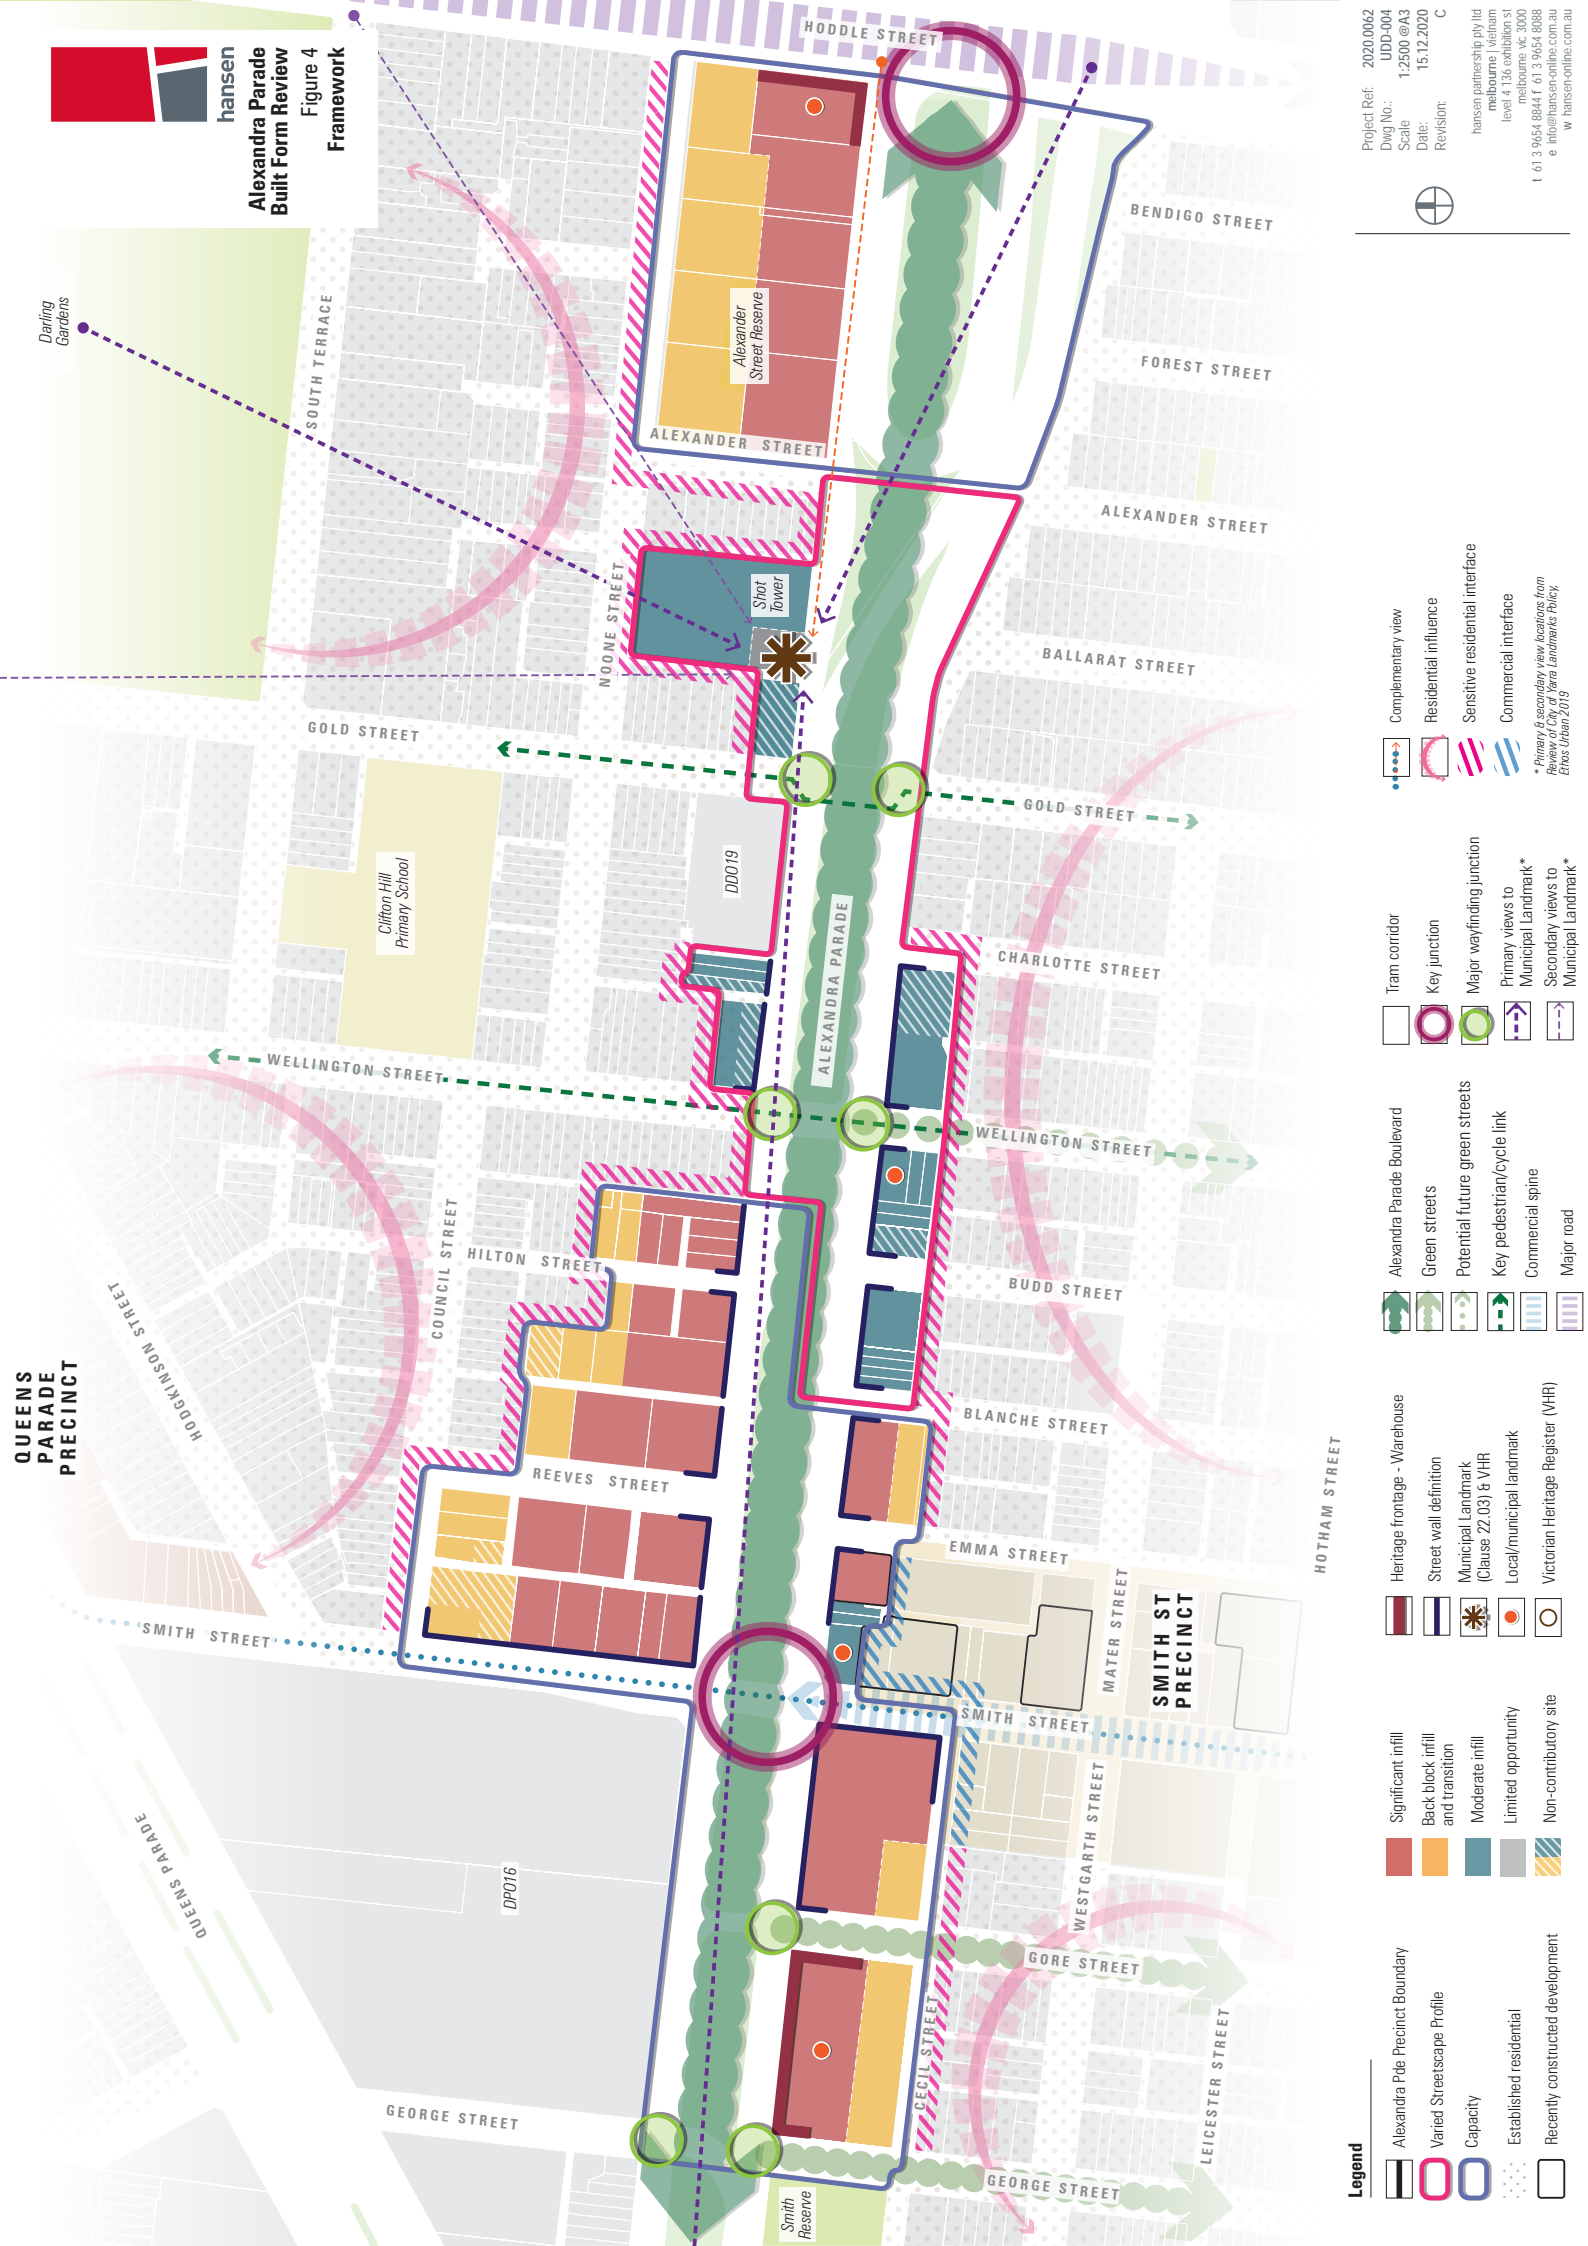 hansen
Alexandra Parade
Built Form Review
Figure 4
Framework
QUEENS
PARADE
PRECINCT
Darling
Gardens
SOUTH TERRACE
HODDLE STREET
BENDIGO STREET
FOREST STREET
Alexander
Street Reserve
ALEXANDER STREET
ALEXANDER STREET
NOONE STREET
Shot
Tower
BALLARAT STREET
GOLD STREET
GOLD STREET
Clifton Hill
Primary School
DDO19
ALEXANDRA PARADE
CHARLOTTE STREET
WELLINGTON STREET
WELLINGTON STREET
COUNCIL STREET
HILTON STREET
HODGKINSON STREET
BUDD STREET
BLANCHE STREET
REEVES STREET
EMMA STREET
HOTHAM STREET
MATER STREET
SMITH ST
PRECINCT
SMITH STREET
SMITH STREET
WESTGARTH STREET
QUEENS PARADE
DPO16
GORE STREET
CECIL STREET
LEICESTER STREET
GEORGE STREET
GEORGE STREET
Smith
Reserve
Legend
Alexandra Pde Precinct Boundary
Varied Streetscape Profile
Capacity
Established residential
Recently constructed development
Significant infill
Back block infill
and transition
Moderate infill
Limited opportunity
Non-contributory site
Heritage frontage - Warehouse
Street wall definition
Municipal Landmark
(Clause 22.03) & VHR
Local/municipal landmark
Victorian Heritage Register (VHR)
Alexandra Parade Boulevard
Green streets
Potential future green streets
Key pedestrian/cycle link
Commercial spine
Major road
Tram corridor
Key junction
Major wayfinding junction
Primary views to
Municipal Landmark*
Secondary views to
Municipal Landmark*
Complementary view
Residential influence
Sensitive residential interface
Commercial interface
* Primary & secondary view locations from
Review of City of Yarra Landmarks Policy,
Ethos Urban 2019
Project Ref: 2020.0062
Dwg No.: UDD-004
Scale 1:2500 @A3
Date: 15.12.2020
Revision: C
hansen partnership pty ltd
melbourne | vietnam
level 4 136 exhibition st
melbourne vic 3000
t 61 3 9654 8844 f 61 3 9654 8088
e info@hansen-online.com.au
w hansen-online.com.au